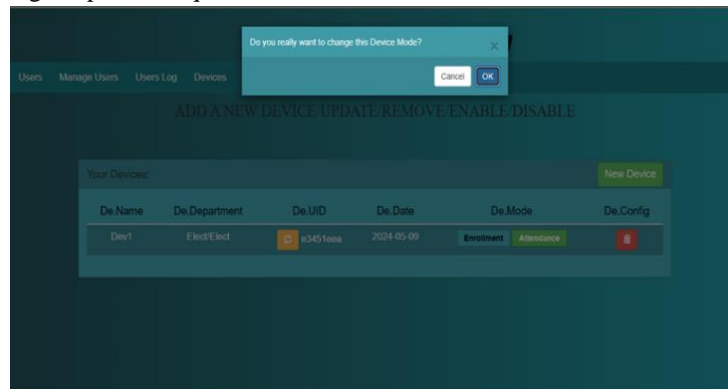 Do you really want to change this Device Mode?
×
Cancel OK
Users Manage Users Users Log Devices
ADD A NEW DEVICE/UPDATE/REMOVE/ENABLE/DISABLE
Your Devices: New Device
De.Name De.Department De.UID De.Date De.Mode De.Config
Dev1 Elect/Elect e3451eea 2024-05-09 Enrollment Attendance